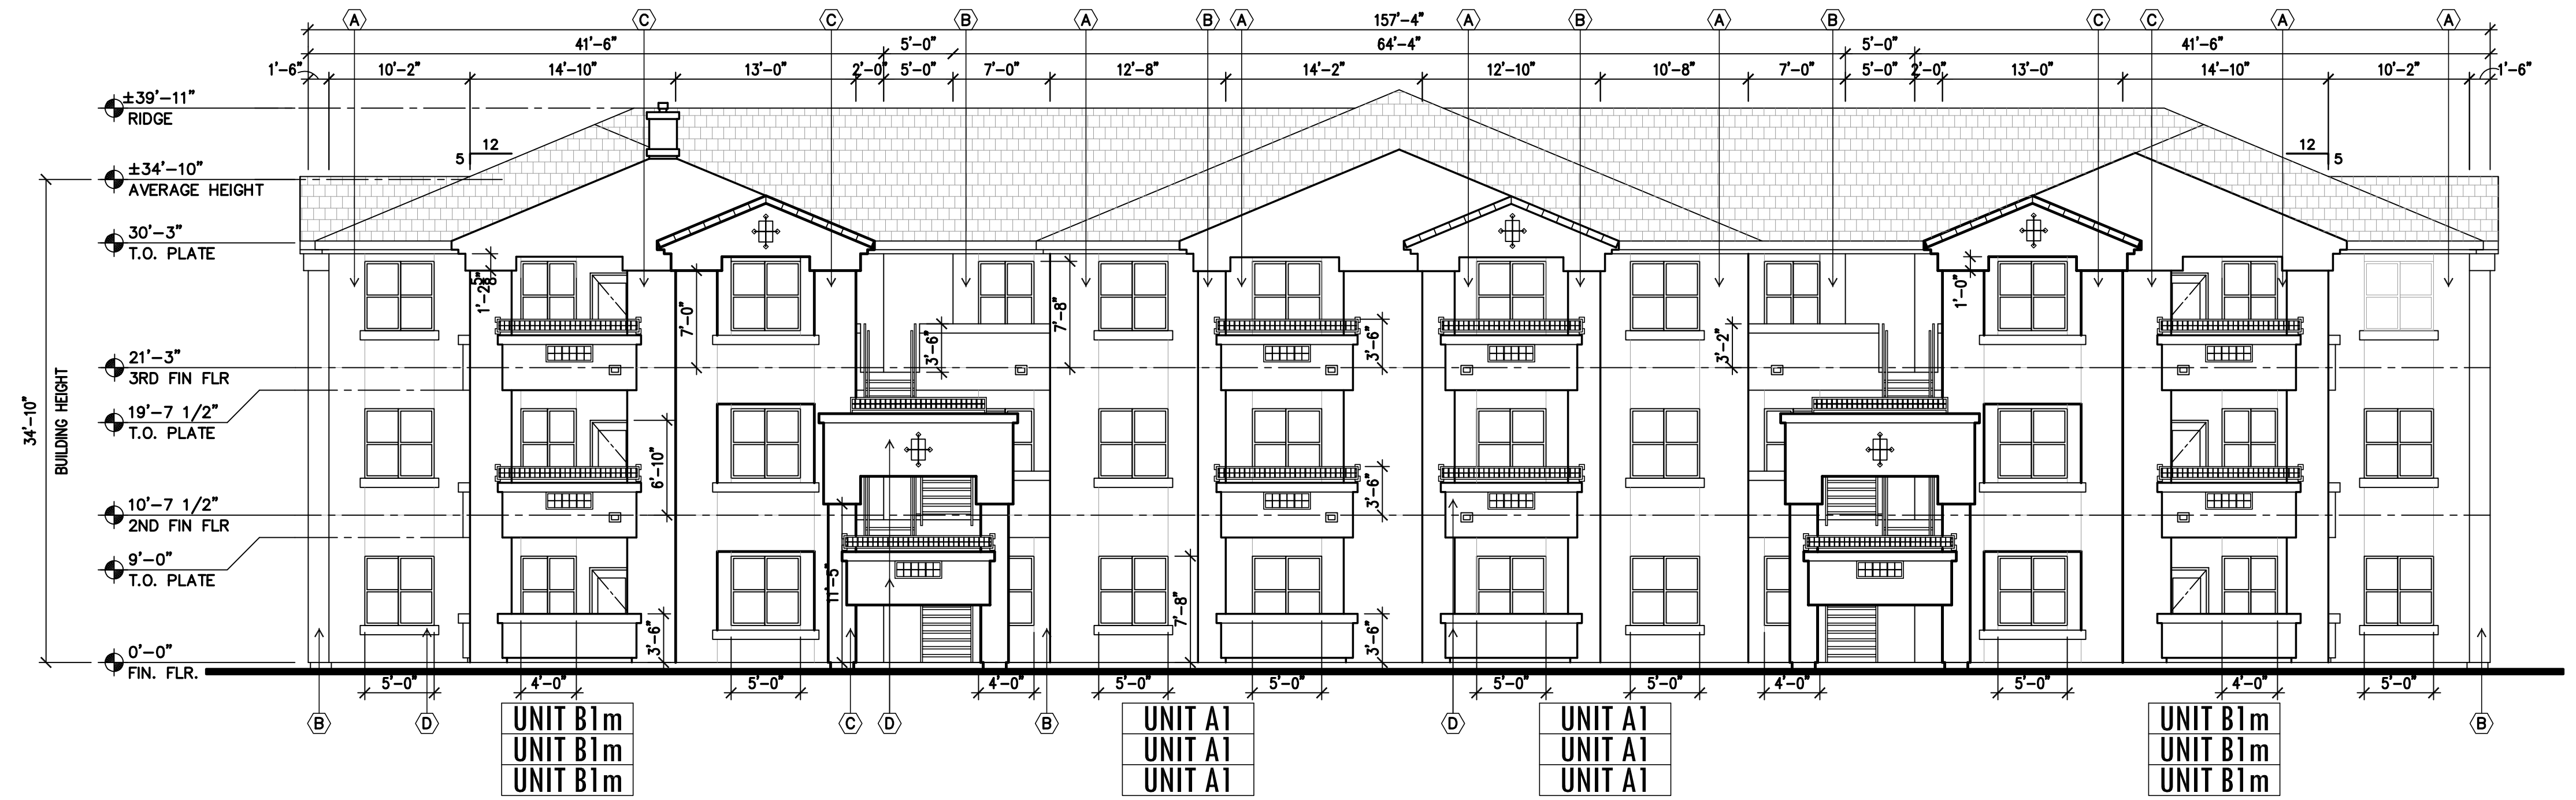 A C C B A B A 157'-4" A B A B C C A A
41'-6" 5'-0" 64'-4" 5'-0" 41'-6"
1'-6" 10'-2" 14'-10" 13'-0" 2'-0" 5'-0" 7'-0" 12'-8" 14'-2" 12'-10" 10'-8" 7'-0" 5'-0" 2'-0" 13'-0" 14'-10" 10'-2" 1'-6"
±39'-11"
RIDGE
12 12
5 5
±34'-10"
AVERAGE HEIGHT
30'-3"
T.O. PLATE
7'-0" 3'-6" 7'-8" 3'-6" 3'-2" 1'-0"
21'-3"
3RD FIN FLR
19'-7 1/2"
T.O. PLATE
34'-10"
BUILDING HEIGHT
6'-10" 3'-6"
10'-7 1/2"
2ND FIN FLR
9'-0"
T.O. PLATE
3'-6" 11'-5" 7'-8" 3'-6"
0'-0"
FIN. FLR.
5'-0" 4'-0" 5'-0" 4'-0" 5'-0" 5'-0" 5'-0" 5'-0" 4'-0" 5'-0" 4'-0" 5'-0"
B D C D B D B
UNIT B1m UNIT A1 UNIT A1 UNIT B1m
UNIT B1m UNIT A1 UNIT A1 UNIT B1m
UNIT B1m UNIT A1 UNIT A1 UNIT B1m